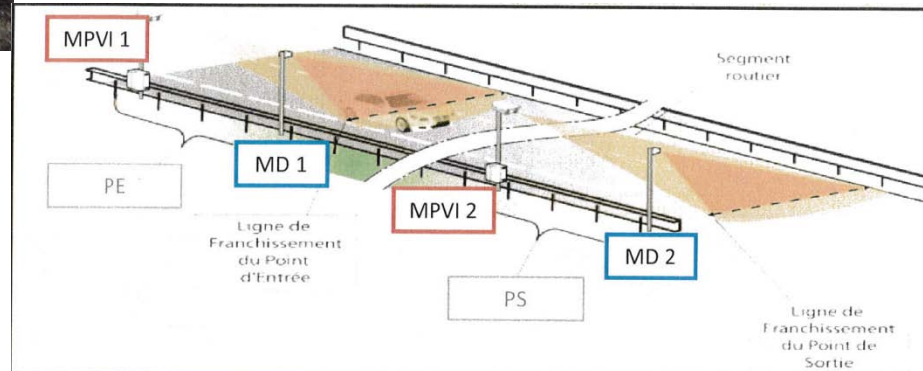 MPVI 1
Segment
routier
MD 1
PE
MPVI 2
Ligne de
Franchissement
du Point
d'Entrée
MD 2
PS
Ligne de
Franchissement
du Point de
Sortie